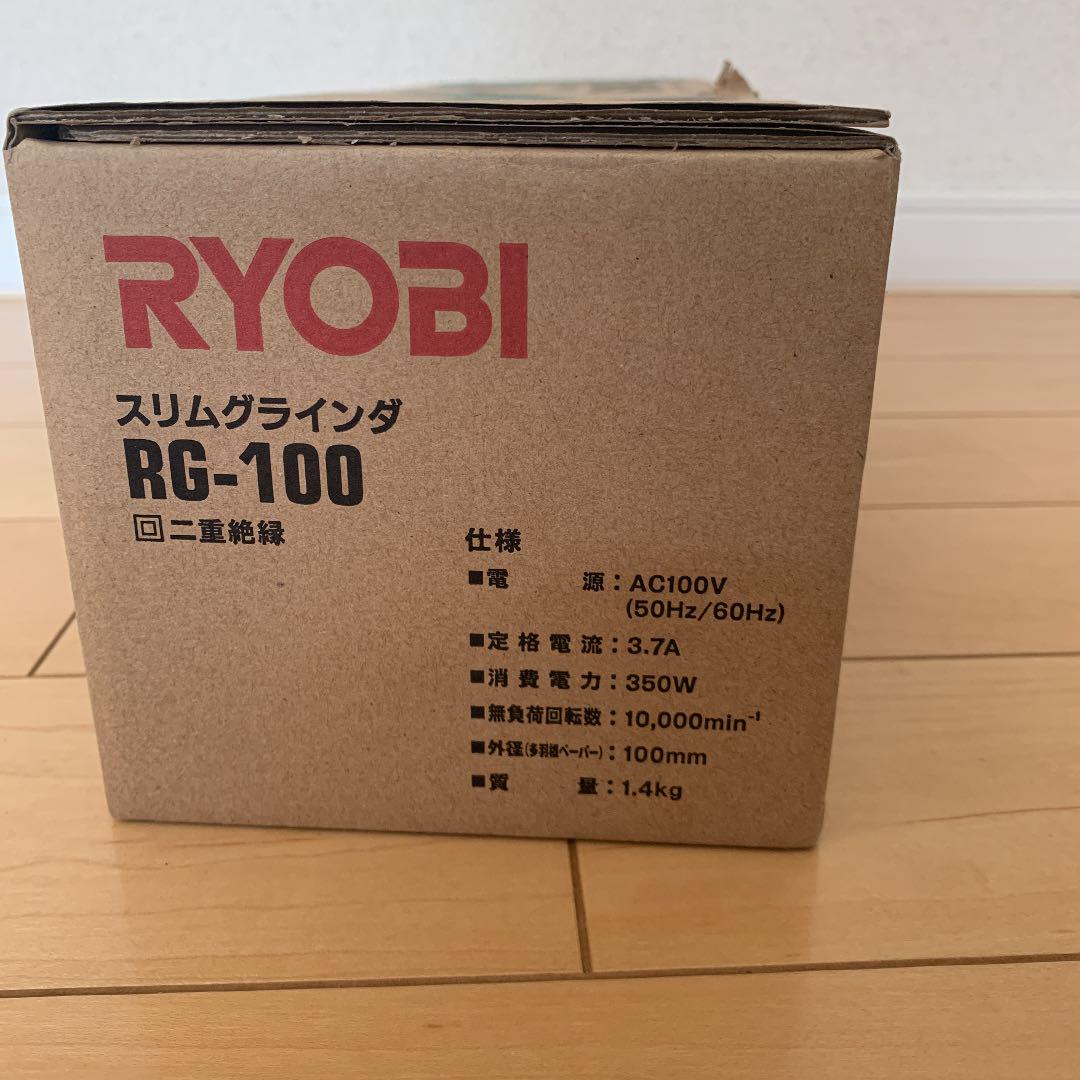 RYOBI
スリムグラインダ
RG-100
回 二重絶縁
仕様
■電 源：AC100V
(50Hz/60Hz)
■定格電流：3.7A
■消費電力：350W
■無負荷回転数：10,000min⁻¹
■外径(多羽根ペーパー)：100mm
■質 量：1.4kg